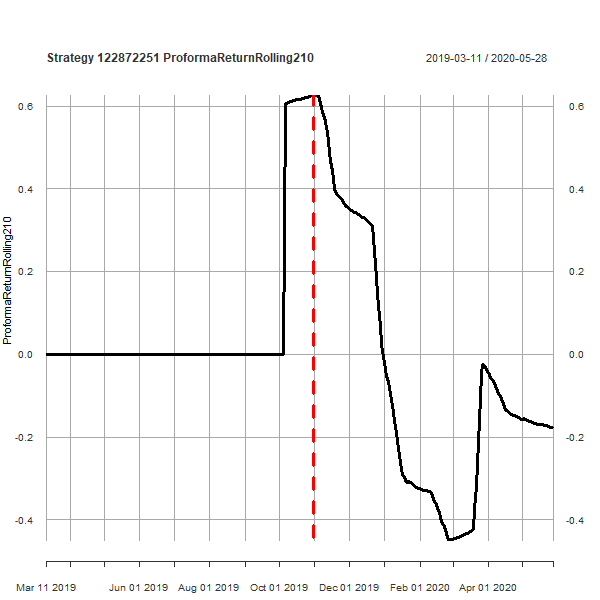 Strategy 122872251 ProformaReturnRolling210 2019-03-11 / 2020-05-28
0.6 0.6
0.4 0.4
0.2 0.2
0.0 0.0
-0.2 -0.2
-0.4 -0.4
ProformaReturnRolling210
Mar 11 2019 Jun 01 2019 Aug 01 2019 Oct 01 2019 Dec 01 2019 Feb 01 2020 Apr 01 2020